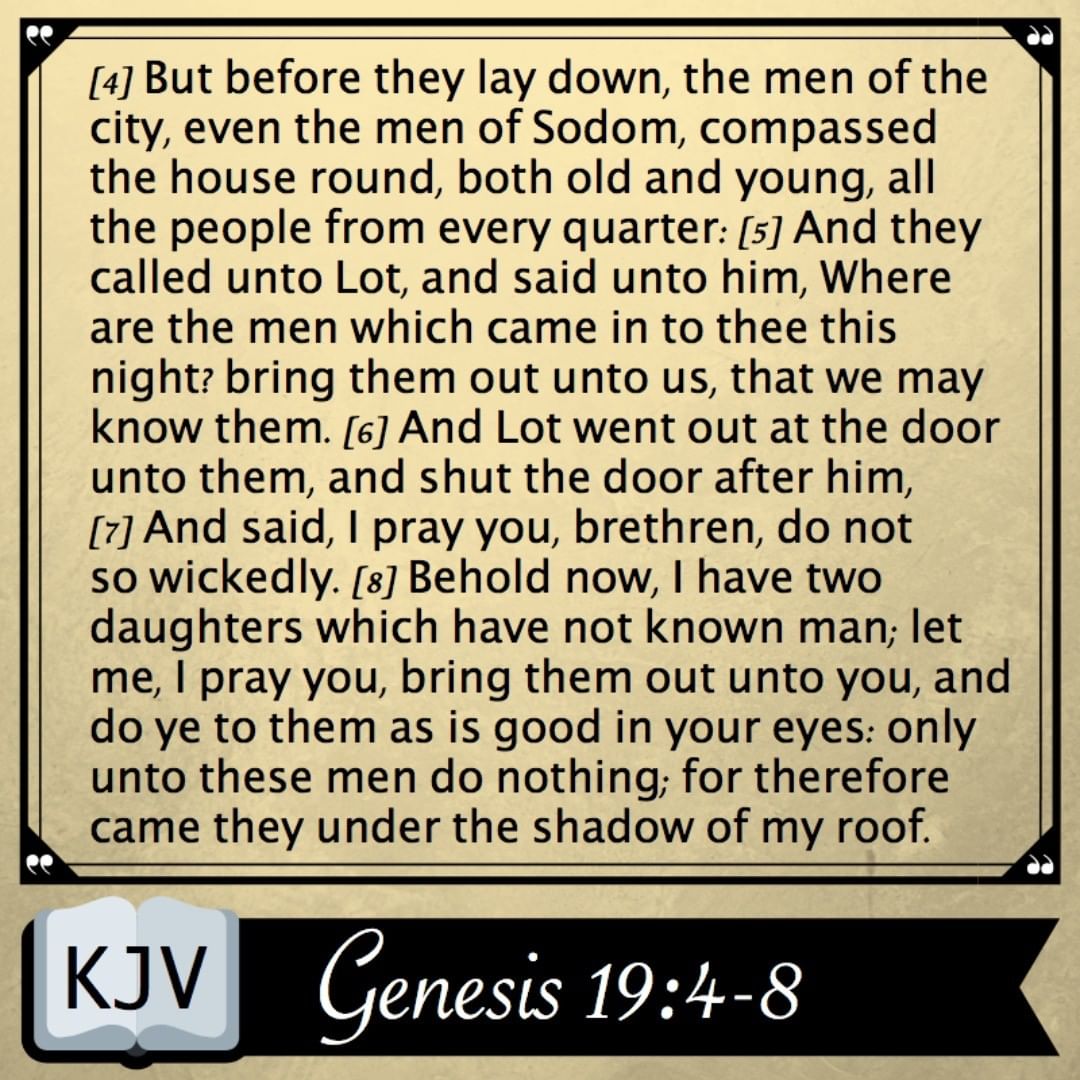 [4] But before they lay down, the men of the
city, even the men of Sodom, compassed
the house round, both old and young, all
the people from every quarter: [5] And they
called unto Lot, and said unto him, Where
are the men which came in to thee this
night? bring them out unto us, that we may
know them. [6] And Lot went out at the door
unto them, and shut the door after him,
[7] And said, I pray you, brethren, do not
so wickedly. [8] Behold now, I have two
daughters which have not known man; let
me, I pray you, bring them out unto you, and
do ye to them as is good in your eyes: only
unto these men do nothing; for therefore
came they under the shadow of my roof.
KJV
Genesis 19:4-8